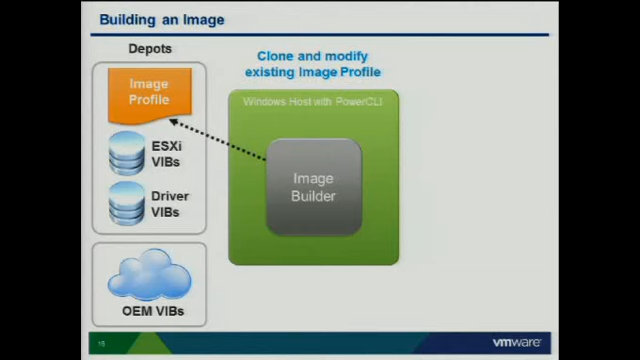 Building an Image
Depots
Image
Profile
ESXi
VIBs
Driver
VIBs
OEM VIBs
Clone and modify
existing Image Profile
Windows Host with PowerCLI
Image
Builder
15
vmware